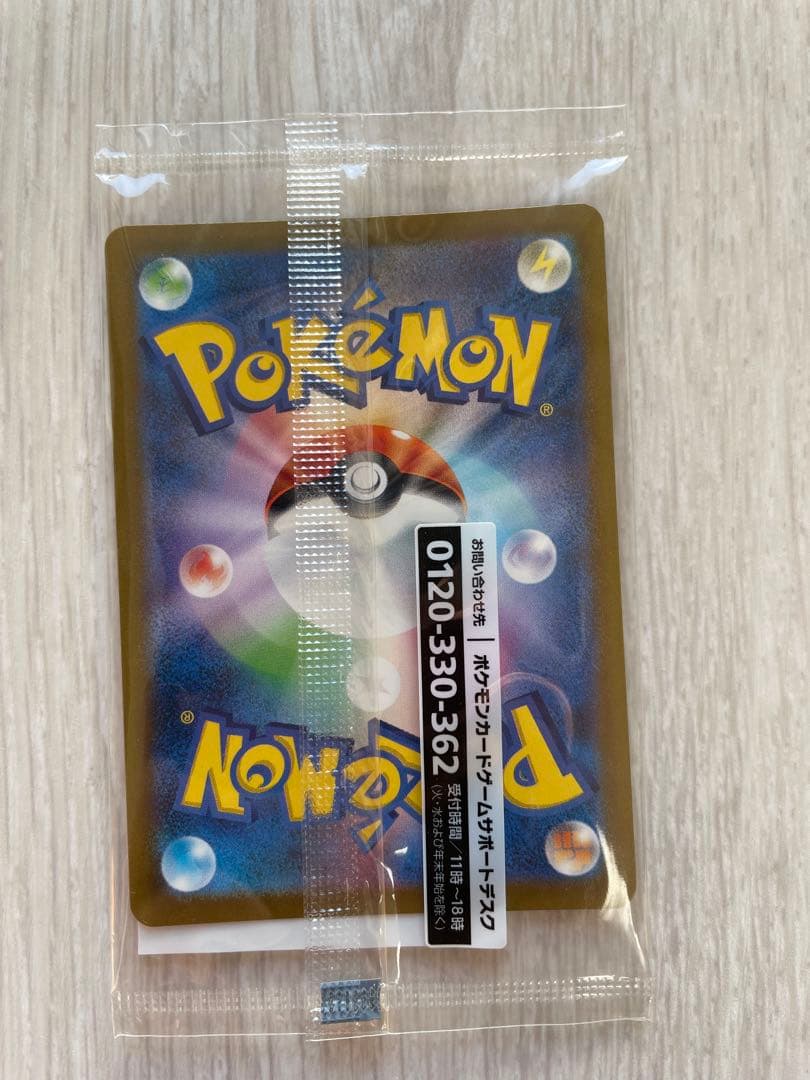 POKéMON
®
お問い合わせ先 | ポケモンカードゲームサポートデスク
0120-330-362 受付時間/11時~18時
(火・水および年末年始を除く)
POKéMON
®